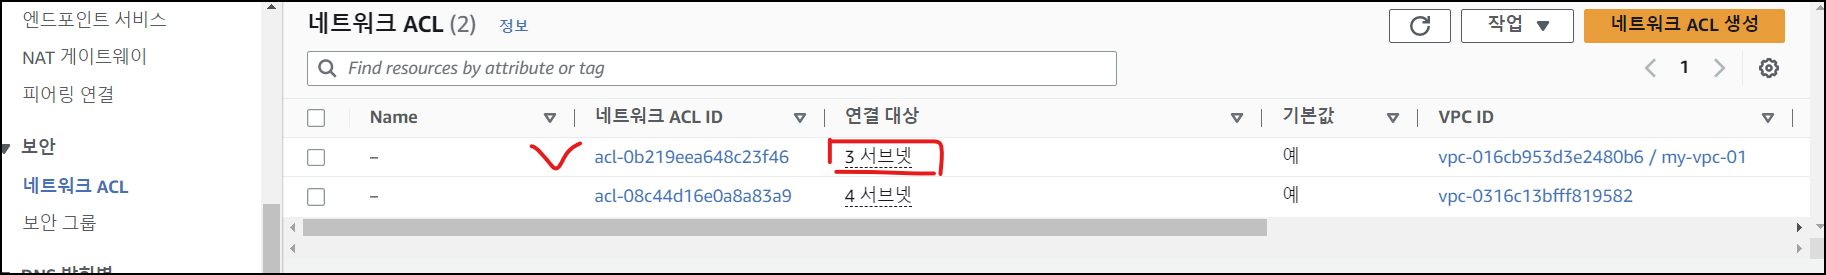 엔드포인트 서비스
NAT 게이트웨이
피어링 연결
보안
네트워크 ACL
보안 그룹
네트워크 ACL (2) 정보
작업
네트워크 ACL 생성
Find resources by attribute or tag
1
Name 네트워크 ACL ID 연결 대상 기본값 VPC ID
– acl-0b219eea648c23f46 3 서브넷 예 vpc-016cb953d3e2480b6 / my-vpc-01
– acl-08c44d16e0a8a83a9 4 서브넷 예 vpc-0316c13bfff819582